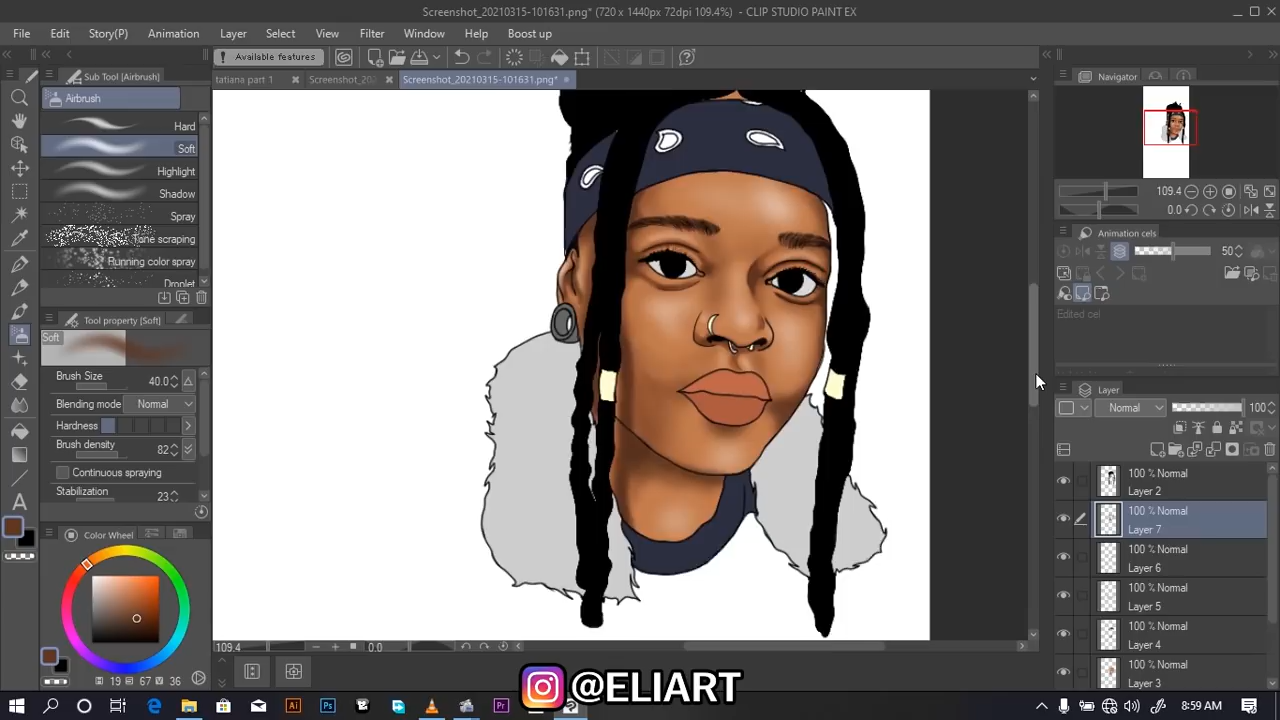 Screenshot_20210315-101631.png* (720 x 1440px 72dpi 109.4%) - CLIP STUDIO PAINT EX
File Edit Story(P) Animation Layer Select View Filter Window Help Boost up
Available features
Sub Tool [Airbrush]
tatiana part 1
Screenshot_202
Screenshot_20210315-101631.png*
Navigator
Airbrush
Hard
Soft
Highlight
Shadow
Spray
Tone scraping
Running color spray
Droplet
109.4
0.0
Animation cels
50
Edited cel
Tool property [Soft]
Soft
Brush Size 40.0
Blending mode Normal
Hardness
Brush density 82
Continuous spraying
Stabilization 23
Color Wheel
H 19 S 67 V 36
109.4 0.0
Layer
Normal 100
100 % Normal
Layer 2
100 % Normal
Layer 7
100 % Normal
Layer 6
100 % Normal
Layer 5
100 % Normal
Layer 4
100 % Normal
Layer 3
@ELIART
8:59 AM